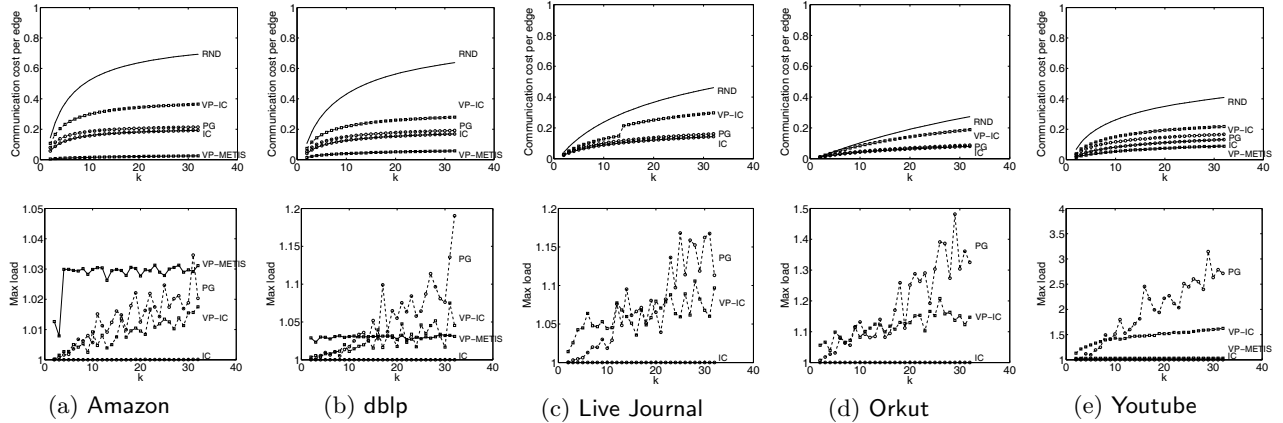 Communication cost per edge
1
0.8
0.6
0.4
0.2
0
0 10 20 30 40
k
RND
VP−IC
PG
IC
VP−METIS
Communication cost per edge
1
0.8
0.6
0.4
0.2
0
0 10 20 30 40
k
RND
VP−IC
PG
IC
VP−METIS
Communication cost per edge
1
0.8
0.6
0.4
0.2
0
0 10 20 30 40
k
RND
VP−IC
PG
IC
Communication cost per edge
1
0.8
0.6
0.4
0.2
0
0 10 20 30 40
k
RND
VP−IC
PG
IC
Communication cost per edge
1
0.8
0.6
0.4
0.2
0
0 10 20 30 40
k
RND
VP−IC
PG
IC
VP−METIS
Max load
1.05
1.04
1.03
1.02
1.01
1
0 10 20 30 40
k
VP−METIS
PG
VP−IC
IC
Max load
1.2
1.15
1.1
1.05
1
0 10 20 30 40
k
PG
VP−IC
VP−METIS
IC
Max load
1.2
1.15
1.1
1.05
1
0 10 20 30 40
k
PG
VP−IC
IC
Max load
1.5
1.4
1.3
1.2
1.1
1
0 10 20 30 40
k
PG
VP−IC
IC
Max load
4
3.5
3
2.5
2
1.5
1
0 10 20 30 40
k
PG
VP−IC
VP−METIS
IC
(a) Amazon
(b) dblp
(c) Live Journal
(d) Orkut
(e) Youtube